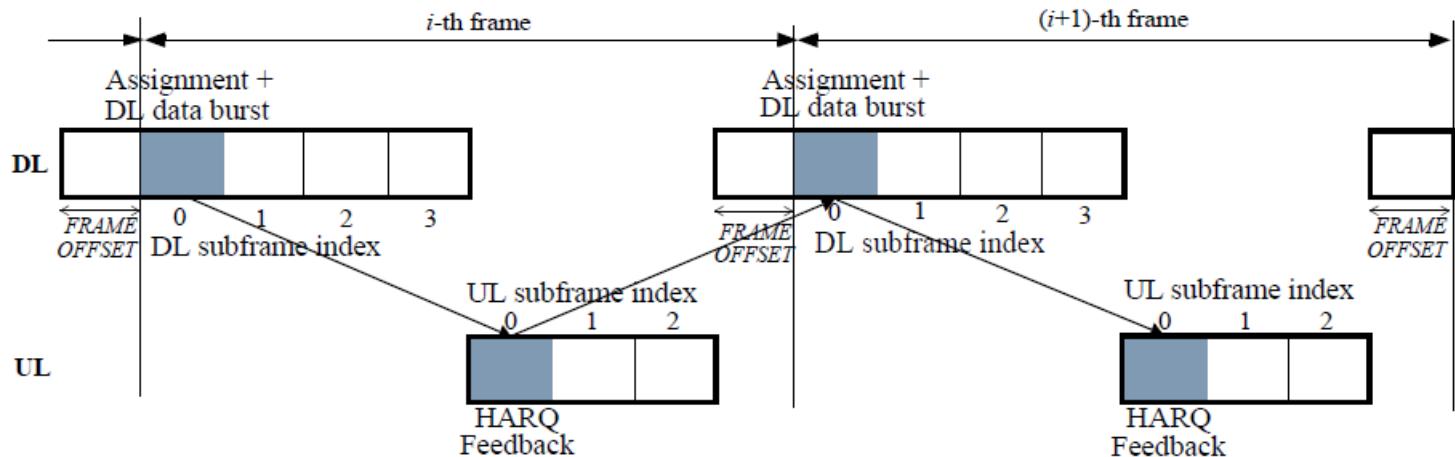 i-th frame
(i+1)-th frame
Assignment +
DL data burst
Assignment +
DL data burst
DL
0 1 2 3
0 1 2 3
FRAME
OFFSET
DL subframe index
FRAME
OFFSET
DL subframe index
FRAME
OFFSET
UL subframe index
0 1 2
UL subframe index
0 1 2
UL
HARQ
Feedback
HARQ
Feedback